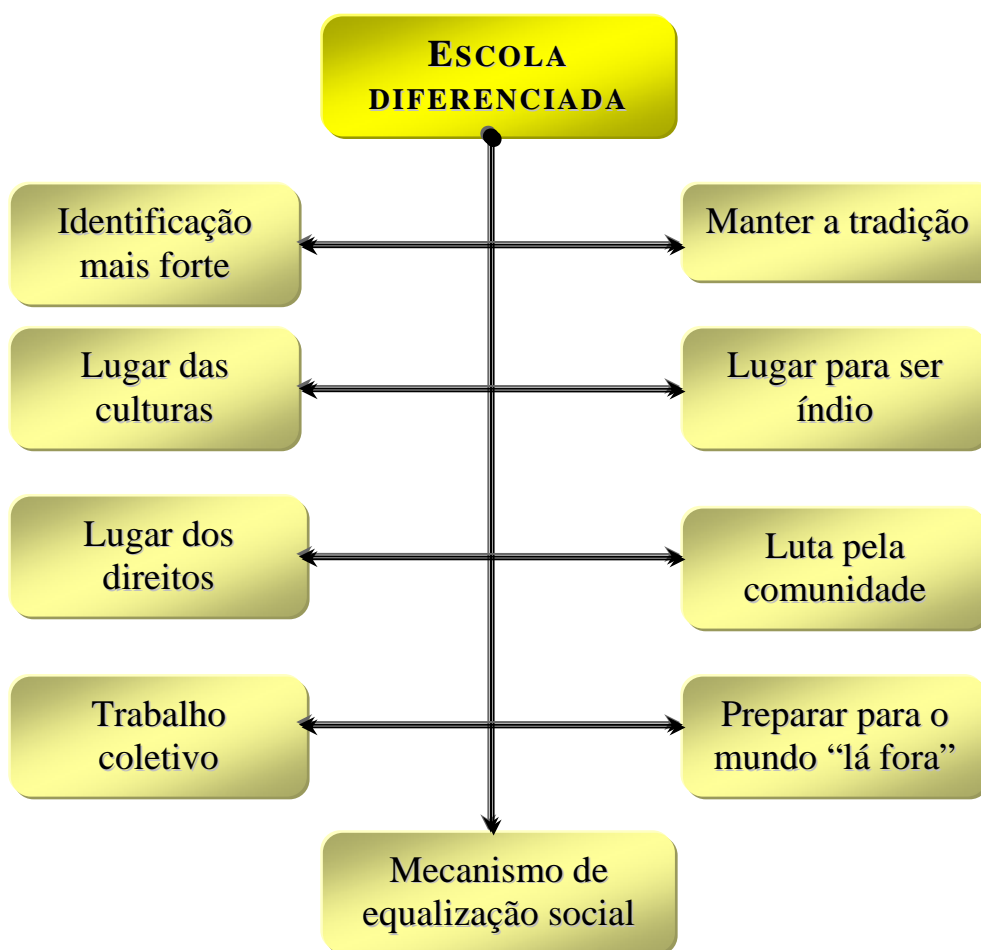 ESCOLA
DIFERENCIADA
Identificação
mais forte
Manter a tradição
Lugar das
culturas
Lugar para ser
índio
Lugar dos
direitos
Luta pela
comunidade
Trabalho
coletivo
Preparar para o
mundo “lá fora”
Mecanismo de
equalização social